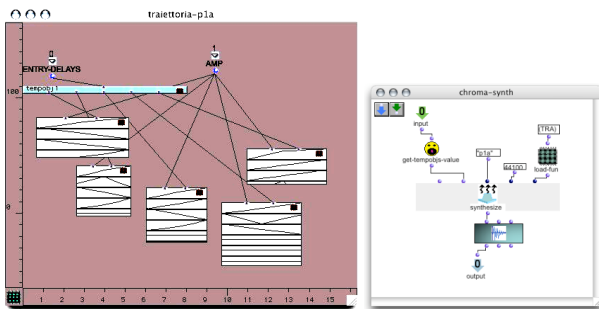 traiettoria-p1a
0
1
ENTRY-DELAYS
AMP
tempobj1
100
0
1 2 3 4 5 6 7 8 9 10 11 12 13 14 15
chroma-synth
0
input
(TRA)
get-tempobjs-value
"p1a"
44100
load-fun
synthesize
0
output